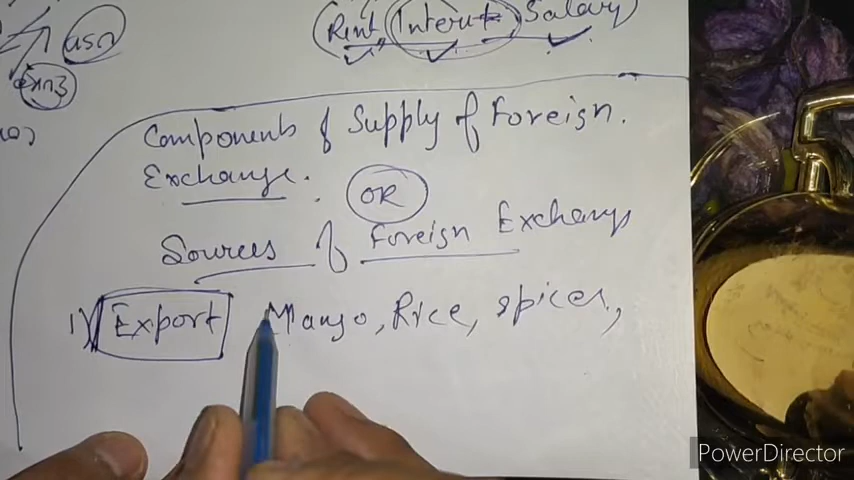 Rent, Interest Salary
Components of Supply of Foreign.
Exchange. OR
Sources of Foreign Exchange
1) Export Mango, Rice, spices,
PowerDirector